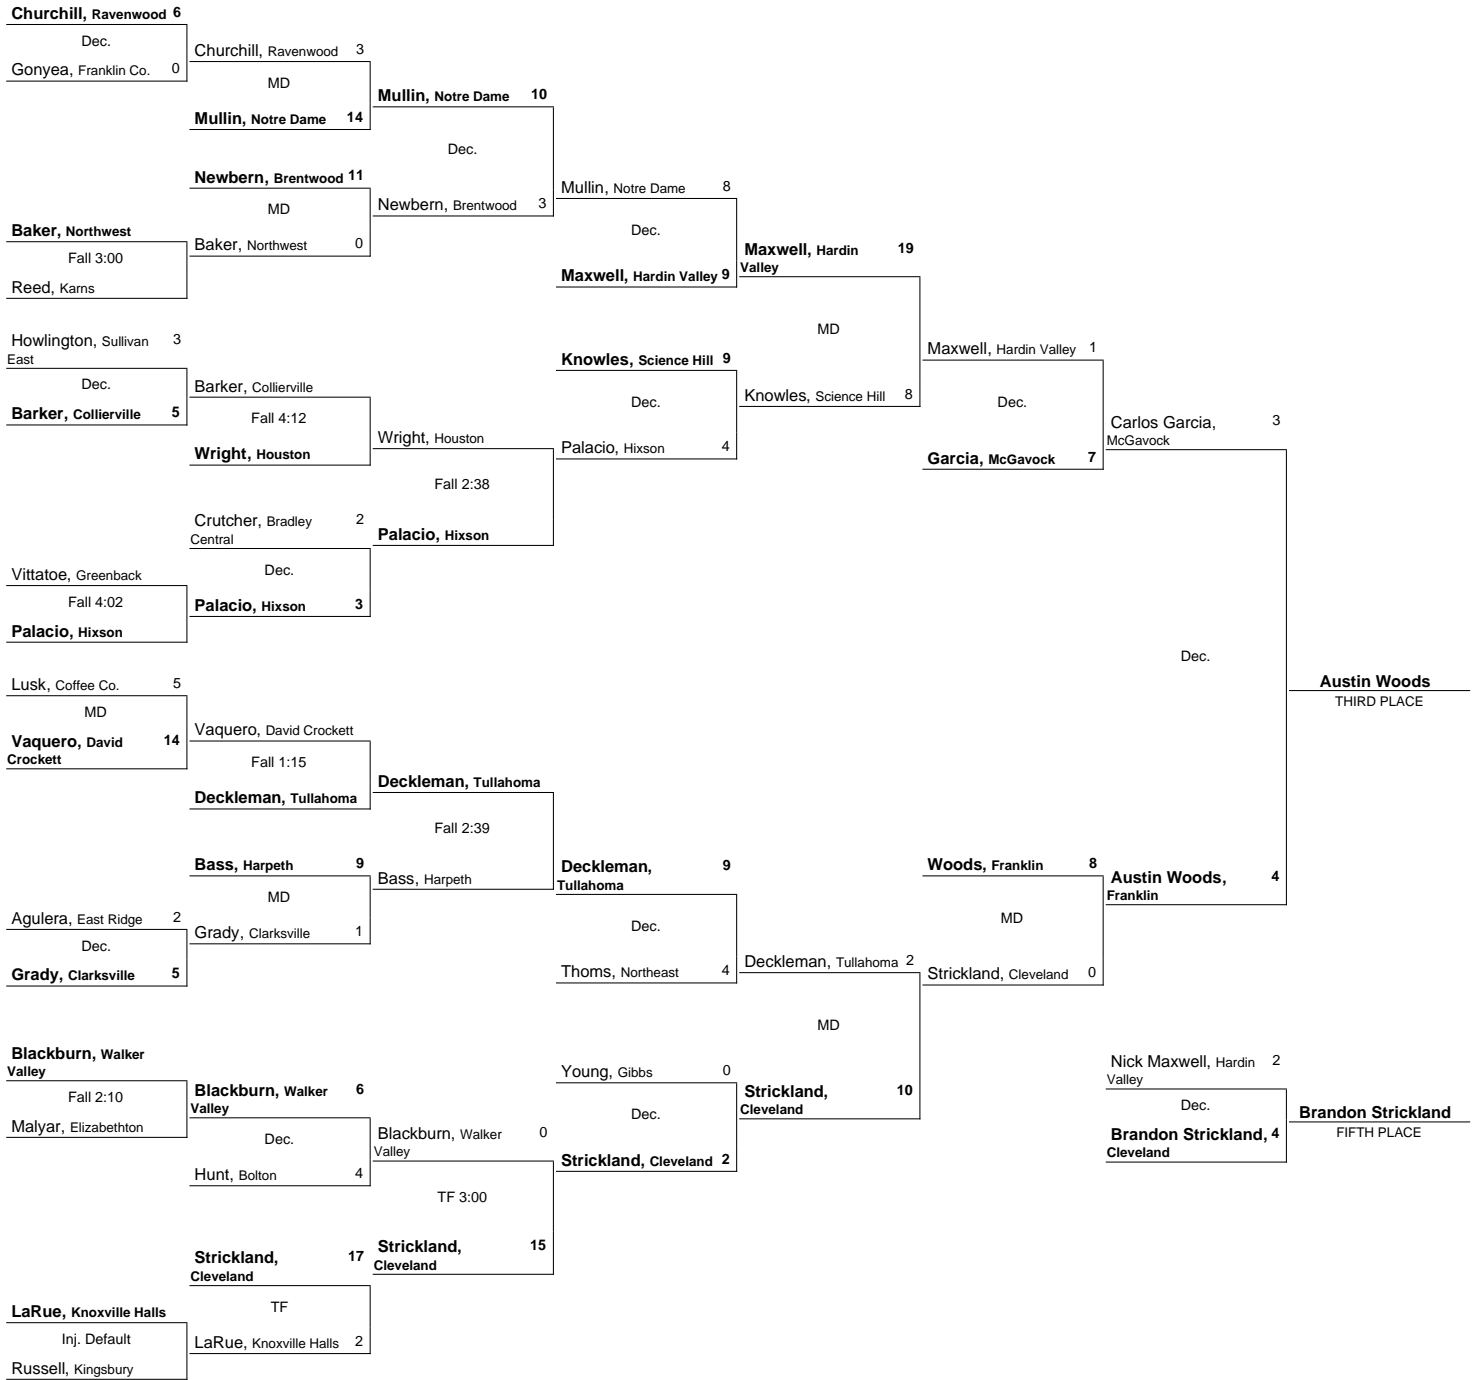 Churchill, Ravenwood 6
Dec.
Gonyea, Franklin Co. 0
Baker, Northwest
Fall 3:00
Reed, Karns
Howlington, Sullivan East 3
Dec.
Barker, Collierville 5
Vittatoe, Greenback
Fall 4:02
Palacio, Hixson
Lusk, Coffee Co. 5
MD
Vaquero, David Crockett 14
Agulera, East Ridge 2
Dec.
Grady, Clarksville 5
Blackburn, Walker Valley
Fall 2:10
Malyar, Elizabethton
LaRue, Knoxville Halls
Inj. Default
Russell, Kingsbury
Churchill, Ravenwood 3
MD
Mullin, Notre Dame 14
Newbern, Brentwood 11
MD
Baker, Northwest 0
Barker, Collierville
Fall 4:12
Wright, Houston
Crutcher, Bradley Central 2
Dec.
Palacio, Hixson 3
Vaquero, David Crockett
Fall 1:15
Deckleman, Tullahoma
Bass, Harpeth 9
MD
Grady, Clarksville 1
Blackburn, Walker Valley 6
Dec.
Hunt, Bolton 4
Strickland, Cleveland 17
TF
LaRue, Knoxville Halls 2
Mullin, Notre Dame 10
Dec.
Newbern, Brentwood 3
Wright, Houston
Fall 2:38
Palacio, Hixson
Deckleman, Tullahoma
Fall 2:39
Bass, Harpeth
Blackburn, Walker Valley 0
TF 3:00
Strickland, Cleveland 15
Mullin, Notre Dame 8
Dec.
Maxwell, Hardin Valley 9
Knowles, Science Hill 9
Dec.
Palacio, Hixson 4
Deckleman, Tullahoma 9
Dec.
Thoms, Northeast 4
Young, Gibbs 0
Dec.
Strickland, Cleveland 2
Maxwell, Hardin Valley 19
MD
Knowles, Science Hill 8
Deckleman, Tullahoma 2
MD
Strickland, Cleveland 10
Maxwell, Hardin Valley 1
Dec.
Garcia, McGavock 7
Woods, Franklin 8
MD
Strickland, Cleveland 0
Carlos Garcia, McGavock 3
Dec.
Austin Woods, Franklin 4
Austin Woods
THIRD PLACE
Nick Maxwell, Hardin Valley 2
Dec.
Brandon Strickland, Cleveland 4
Brandon Strickland
FIFTH PLACE